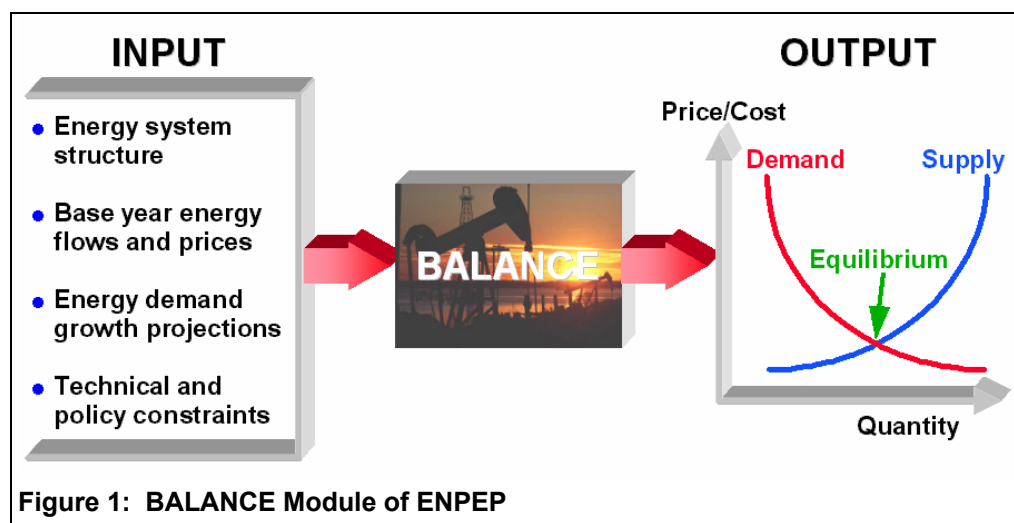 INPUT
• Energy system
structure
• Base year energy
flows and prices
• Energy demand
growth projections
• Technical and
policy constraints
BALANCE
OUTPUT
Price/Cost
Demand
Supply
Equilibrium
Quantity
Figure 1: BALANCE Module of ENPEP